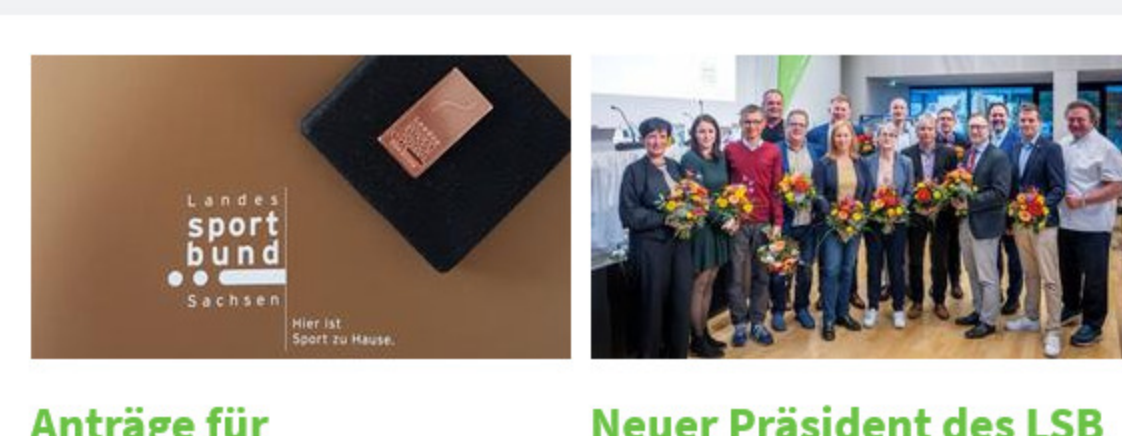 Landes
sport
bund
Sachsen
Hier ist
Sport zu Hause.
Anträge für
Neuer Präsident des LSB